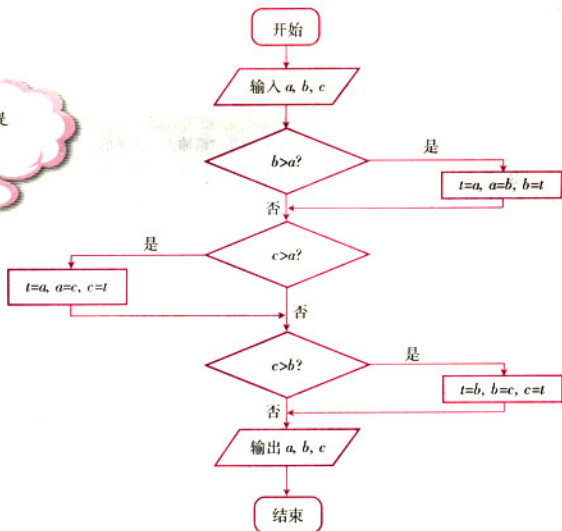 开始
输入 a, b, c
b>a?
是
t=a, a=b, b=t
否
c>a?
是
t=a, a=c, c=t
否
c>b?
是
t=b, b=c, c=t
否
输出 a, b, c
结束